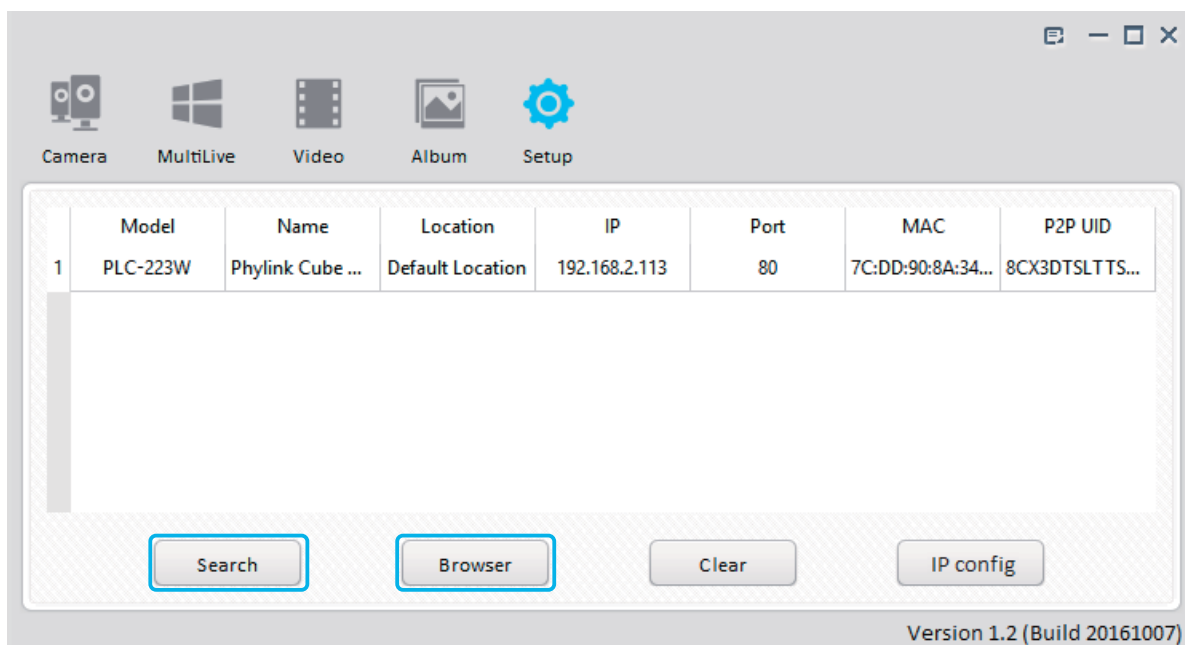 Camera MultiLive Video Album Setup
Model Name Location IP Port MAC P2P UID
1 PLC-223W Phylink Cube ... Default Location 192.168.2.113 80 7C:DD:90:8A:34... 8CX3DTSLTTS...
Search Browser Clear IP config
Version 1.2 (Build 20161007)